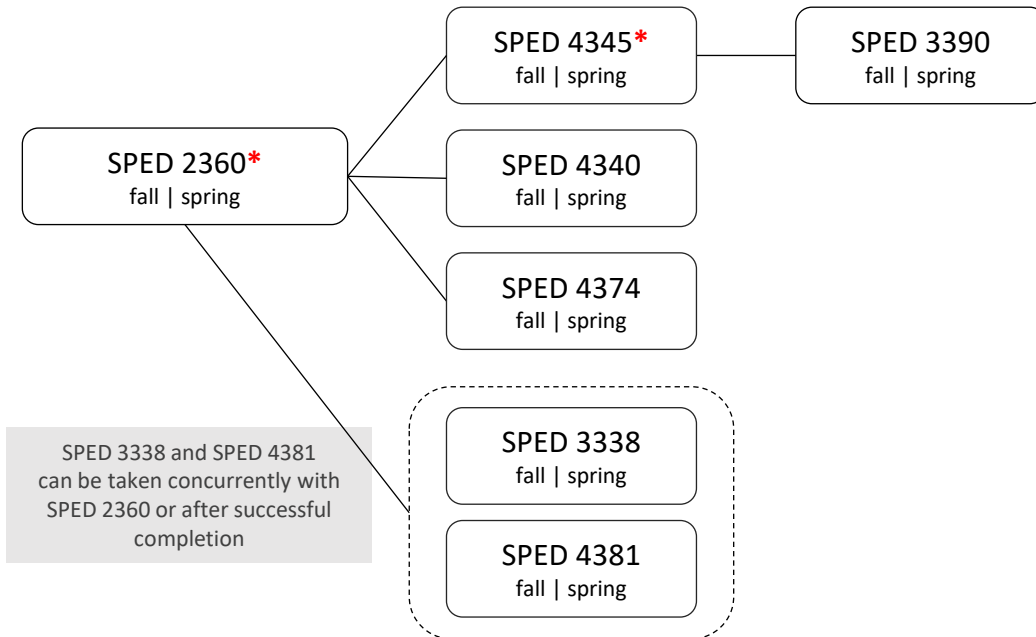 SPED 4345*
fall | spring
SPED 3390
fall | spring
SPED 2360*
fall | spring
SPED 4340
fall | spring
SPED 4374
fall | spring
SPED 3338 and SPED 4381
can be taken concurrently with
SPED 2360 or after successful
completion
SPED 3338
fall | spring
SPED 4381
fall | spring